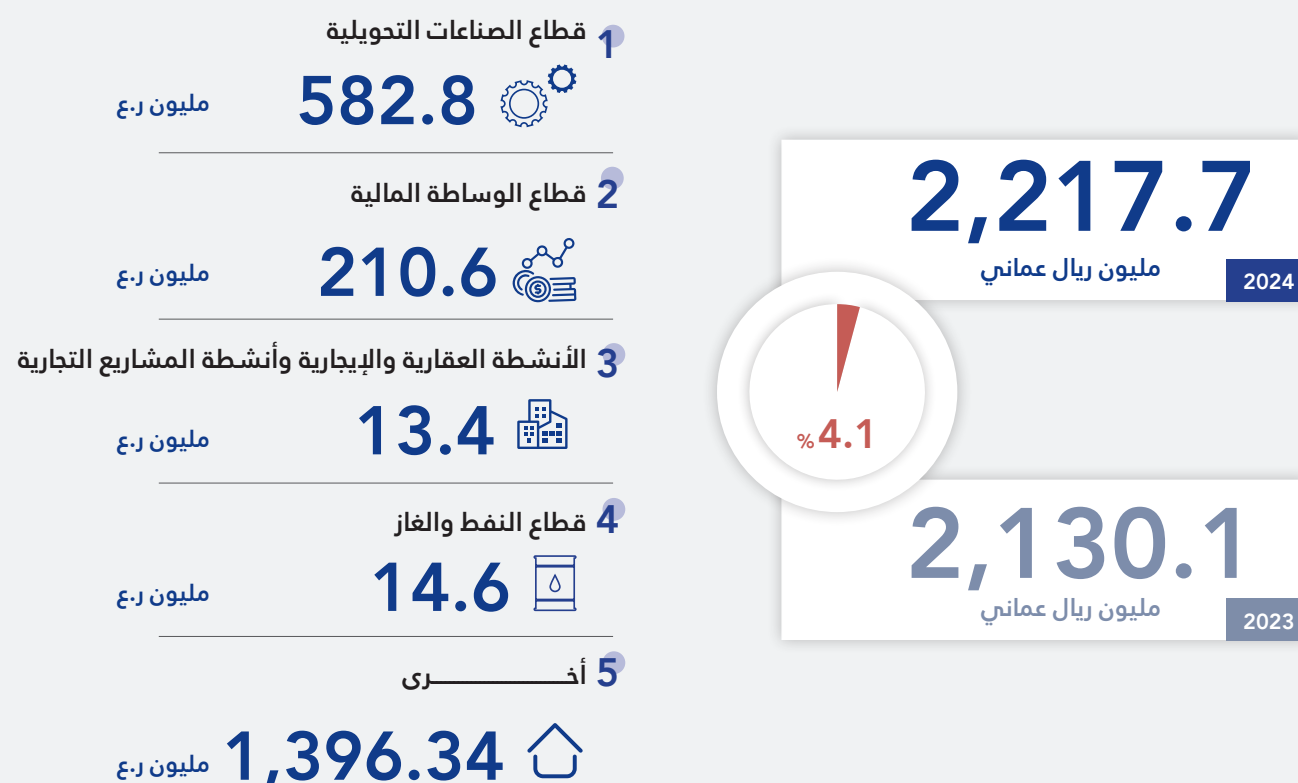 2,217.7
مليون ريال عماني
2024
%4.1
2,130.1
مليون ريال عماني
2023
1 قطاع الصناعات التحويلية
582.8 مليون ر.ع
2 قطاع الوساطة المالية
210.6 مليون ر.ع
3 الأنشطة العقارية والإيجارية وأنشطة المشاريع التجارية
13.4 مليون ر.ع
4 قطاع النفط والغاز
14.6 مليون ر.ع
5 أخـــــــــرى
1,396.34 مليون ر.ع